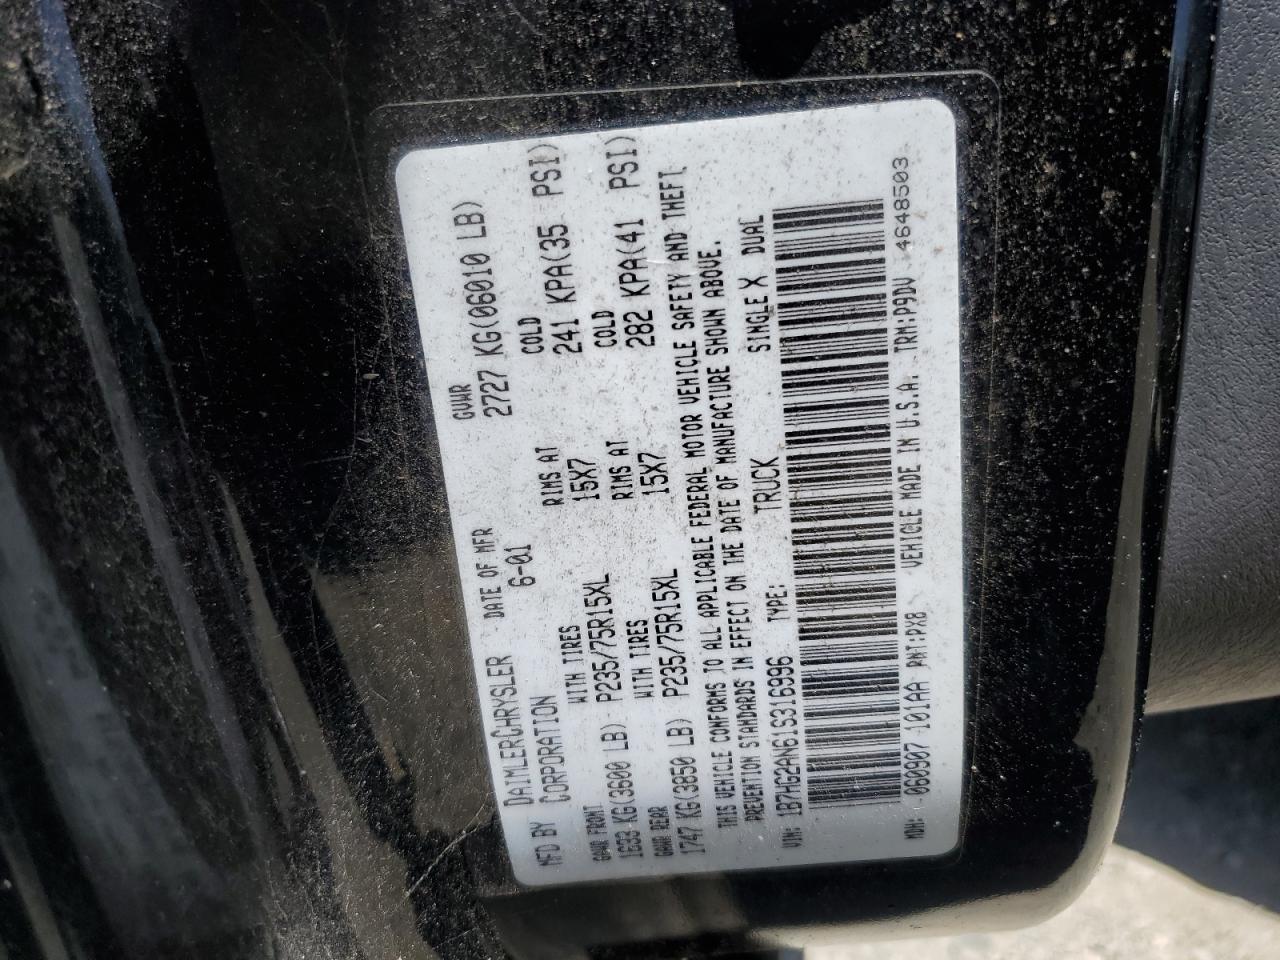 MFD BY DAIMLERCHRYSLER DATE OF MFR GVWR
CORPORATION 6-01 2727 KG(06010 LB)
GAWR FRONT WITH TIRES RIMS AT COLD
1633 KG(3600 LB) P235/75R15XL 15X7 241 KPA(35 PSI)
GAWR REAR WITH TIRES RIMS AT COLD
1747 KG(3850 LB) P235/75R15XL 15X7 282 KPA(41 PSI)
THIS VEHICLE CONFORMS TO ALL APPLICABLE FEDERAL MOTOR VEHICLE SAFETY AND THEFT
PREVENTION STANDARDS IN EFFECT ON THE DATE OF MANUFACTURE SHOWN ABOVE.
VIN: 1B7HG2AN61S316996 TYPE: TRUCK SINGLE X DUAL
MDH: 060907 101AA PNT:PX8 VEHICLE MADE IN U.S.A. TRM:P9DV 4648503